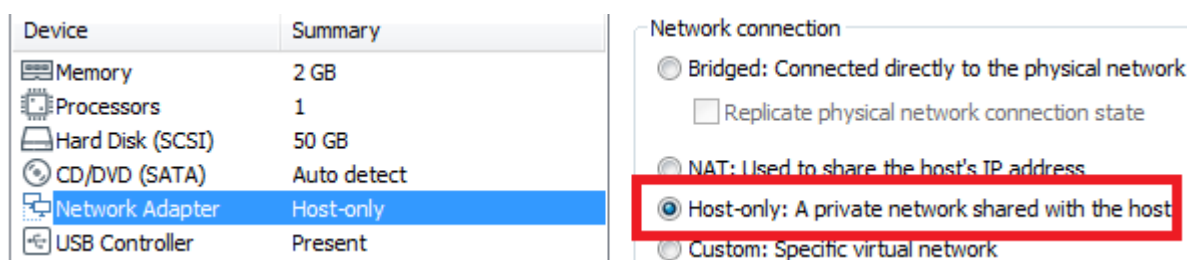 Device Summary
Memory 2 GB
Processors 1
Hard Disk (SCSI) 50 GB
CD/DVD (SATA) Auto detect
Network Adapter Host-only
USB Controller Present
Network connection
Bridged: Connected directly to the physical network
Replicate physical network connection state
NAT: Used to share the host's IP address
Host-only: A private network shared with the host
Custom: Specific virtual network